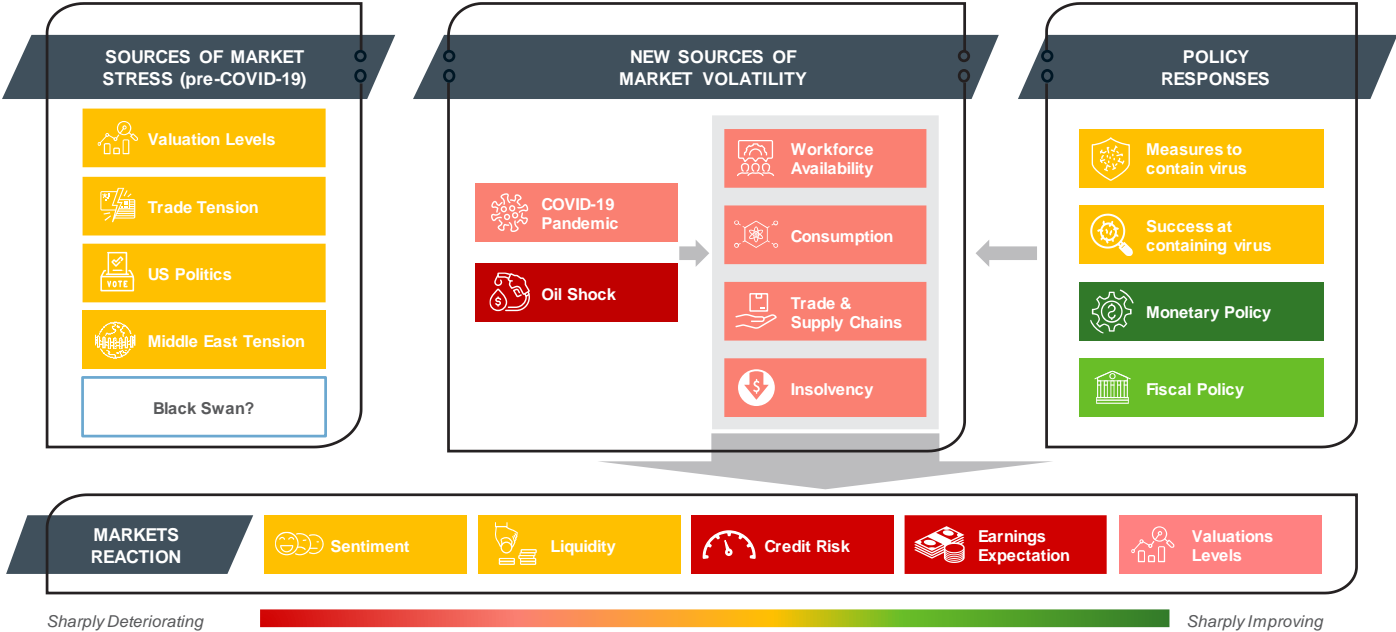 SOURCES OF MARKET
STRESS (pre-COVID-19)
Valuation Levels
Trade Tension
US Politics
VOTE
Middle East Tension
Black Swan?
NEW SOURCES OF
MARKET VOLATILITY
COVID-19
Pandemic
$
Oil Shock
Workforce
Availability
Consumption
Trade &
Supply Chains
$
Insolvency
POLICY
RESPONSES
Measures to
contain virus
Success at
containing virus
Monetary Policy
Fiscal Policy
MARKETS
REACTION
Sentiment
Liquidity
Credit Risk
Earnings
Expectation
Valuations
Levels
Sharply Deteriorating
Sharply Improving